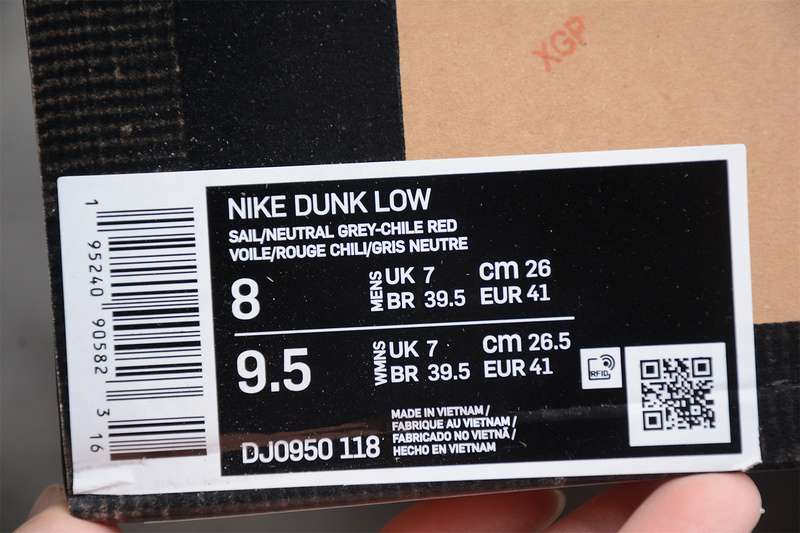 XGP
1 95240 90582 3 16
NIKE DUNK LOW
SAIL/NEUTRAL GREY-CHILE RED
VOILE/ROUGE CHILI/GRIS NEUTRE
8
MENS
UK 7 cm 26
BR 39.5 EUR 41
9.5
WMNS
UK 7 cm 26.5
BR 39.5 EUR 41
RFID
DJ0950 118
MADE IN VIETNAM /
FABRIQUE AU VIETNAM /
FABRICADO NO VIETNÃ /
HECHO EN VIETNAM